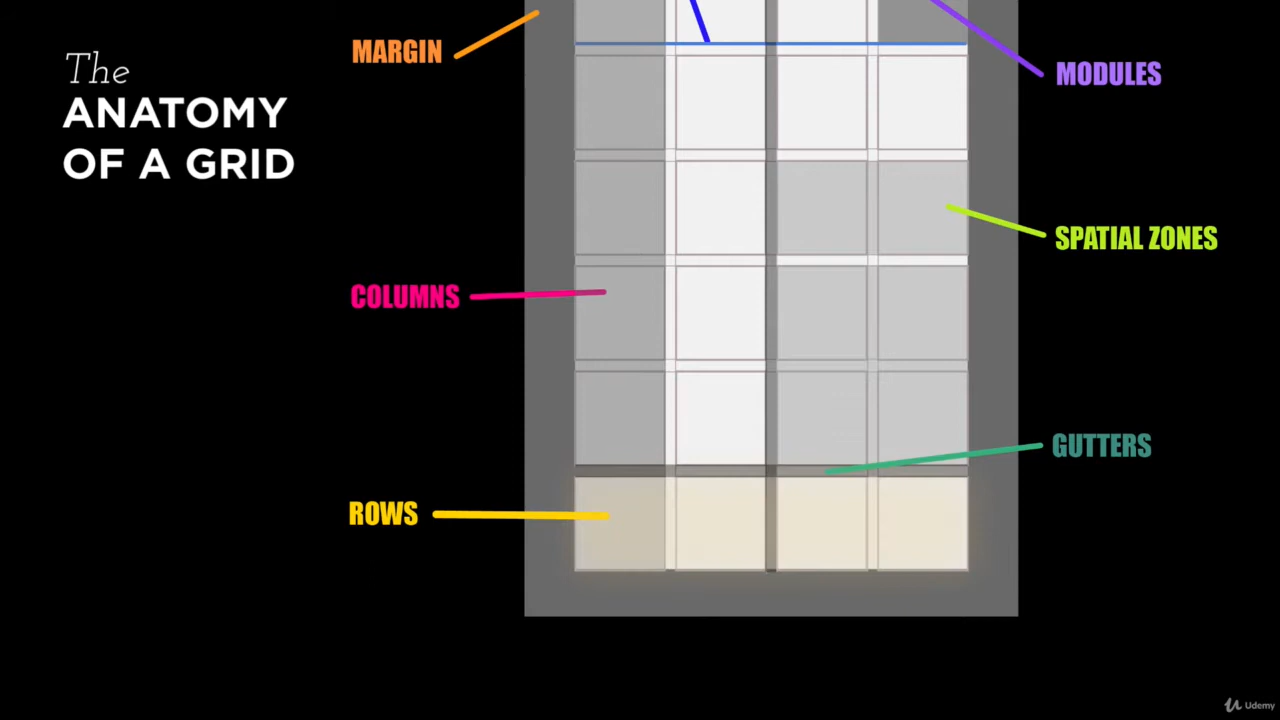 The
ANATOMY
OF A GRID
MARGIN
MODULES
SPATIAL ZONES
COLUMNS
GUTTERS
ROWS
Udemy